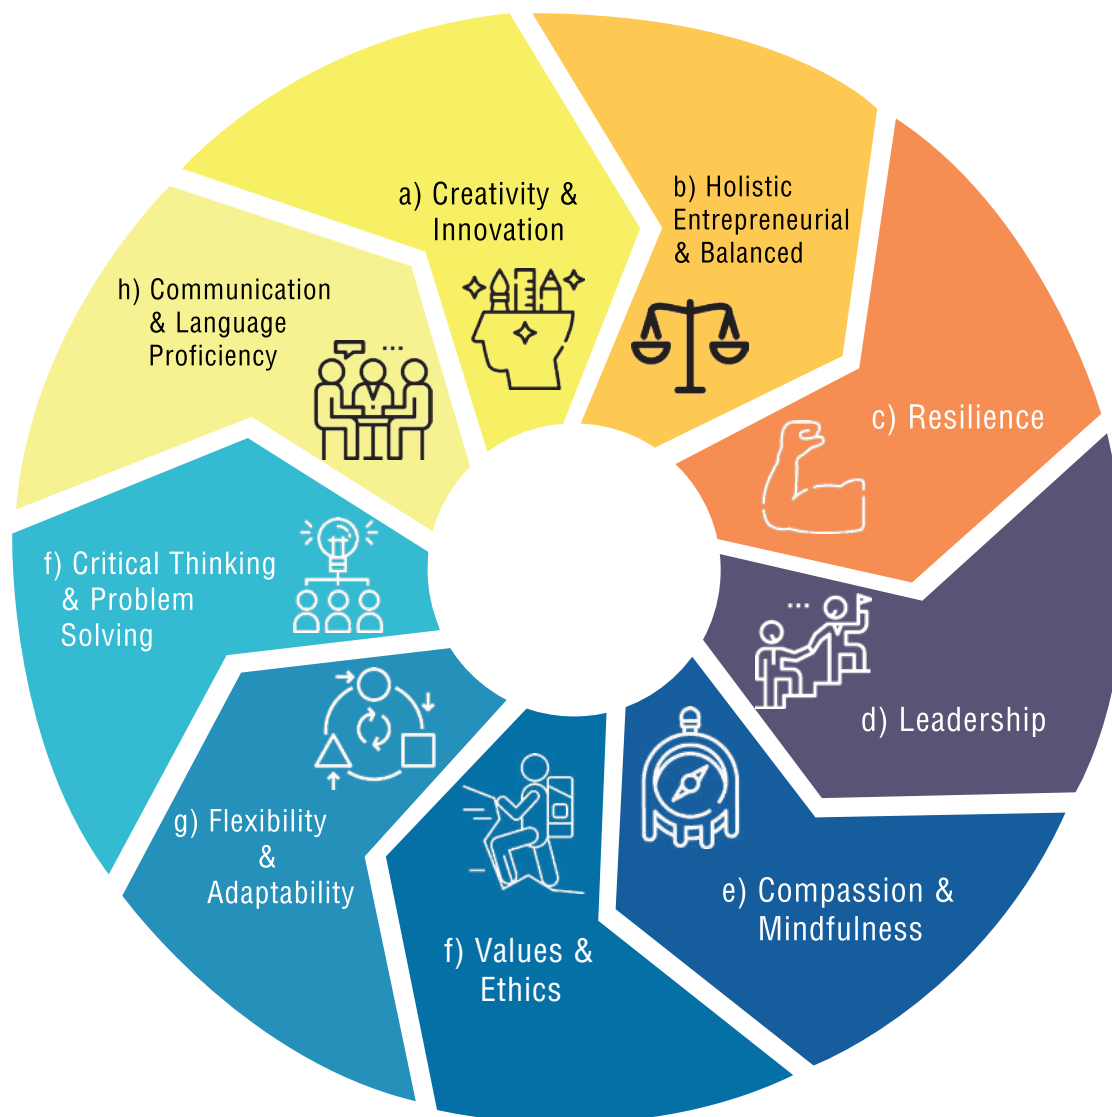 a) Creativity &
Innovation
b) Holistic
Entrepreneurial
& Balanced
c) Resilience
d) Leadership
e) Compassion &
Mindfulness
f) Values &
Ethics
g) Flexibility
&
Adaptability
f) Critical Thinking
& Problem
Solving
h) Communication
& Language
Proficiency